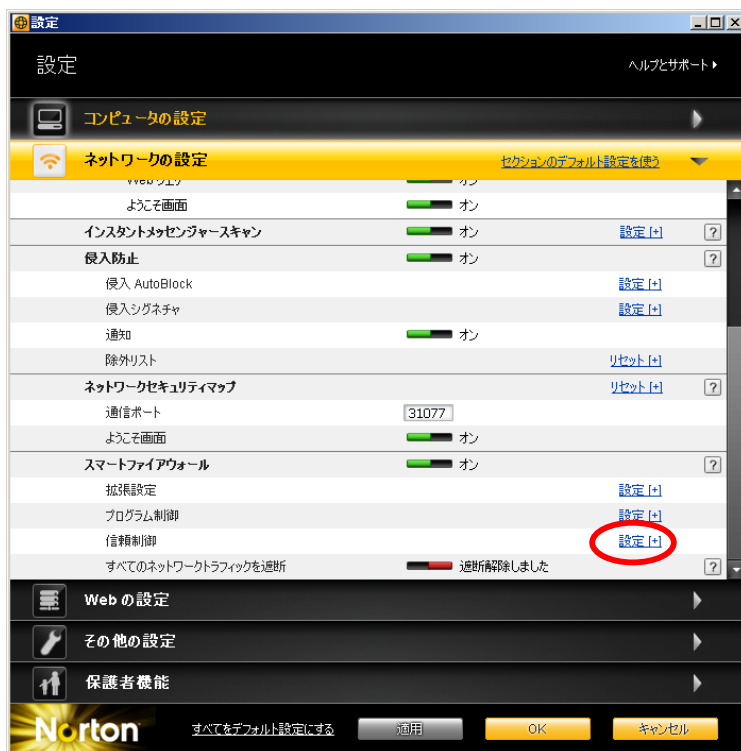 設定
設定
ヘルプとサポート
コンピュータの設定
ネットワークの設定 セクションのデフォルト設定を使う
ようこそ画面 オン
インスタントメッセンジャースキャン オン 設定 [+] ?
侵入防止 オン ?
侵入 AutoBlock 設定 [+]
侵入シグネチャ 設定 [+]
通知 オン
除外リスト リセット [+]
ネットワークセキュリティマップ リセット [+] ?
通信ポート 31077
ようこそ画面 オン
スマートファイアウォール オン ?
拡張設定 設定 [+]
プログラム制御 設定 [+]
信頼制御 設定 [+]
すべてのネットワークトラフィックを遮断 遮断解除しました ?
Web の設定
その他の設定
保護者機能
Norton すべてをデフォルト設定にする 適用 OK キャンセル